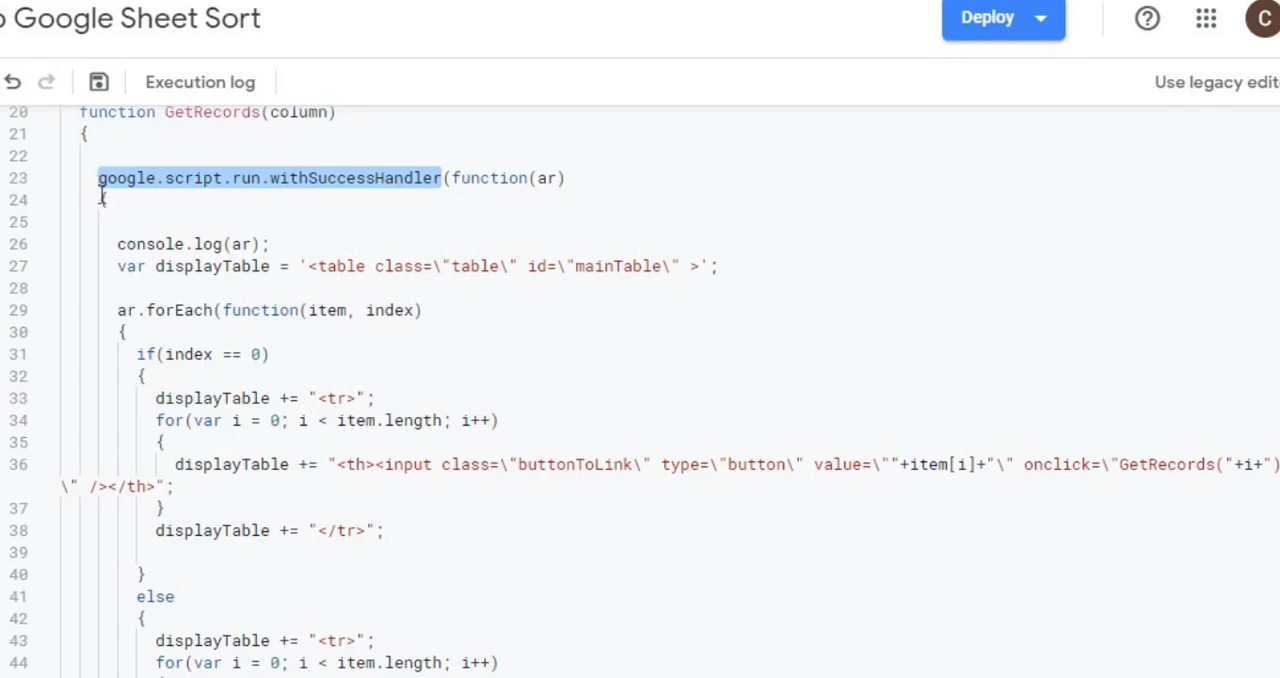 o Google Sheet Sort
Deploy
C
Execution log
Use legacy edit
20 function GetRecords(column)
21 {
22
23 google.script.run.withSuccessHandler(function(ar)
24 {
25
26 console.log(ar);
27 var displayTable = '<table class=\"table\" id=\"mainTable\" >';
28
29 ar.forEach(function(item, index)
30 {
31 if(index == 0)
32 {
33 displayTable += "<tr>";
34 for(var i = 0; i < item.length; i++)
35 {
36 displayTable += "<th><input class=\"buttonToLink\" type=\"button\" value=\""+item[i]+"\" onclick=\"GetRecords("+i+")
\" /></th>";
37 }
38 displayTable += "</tr>";
39
40 }
41 else
42 {
43 displayTable += "<tr>";
44 for(var i = 0; i < item.length; i++)